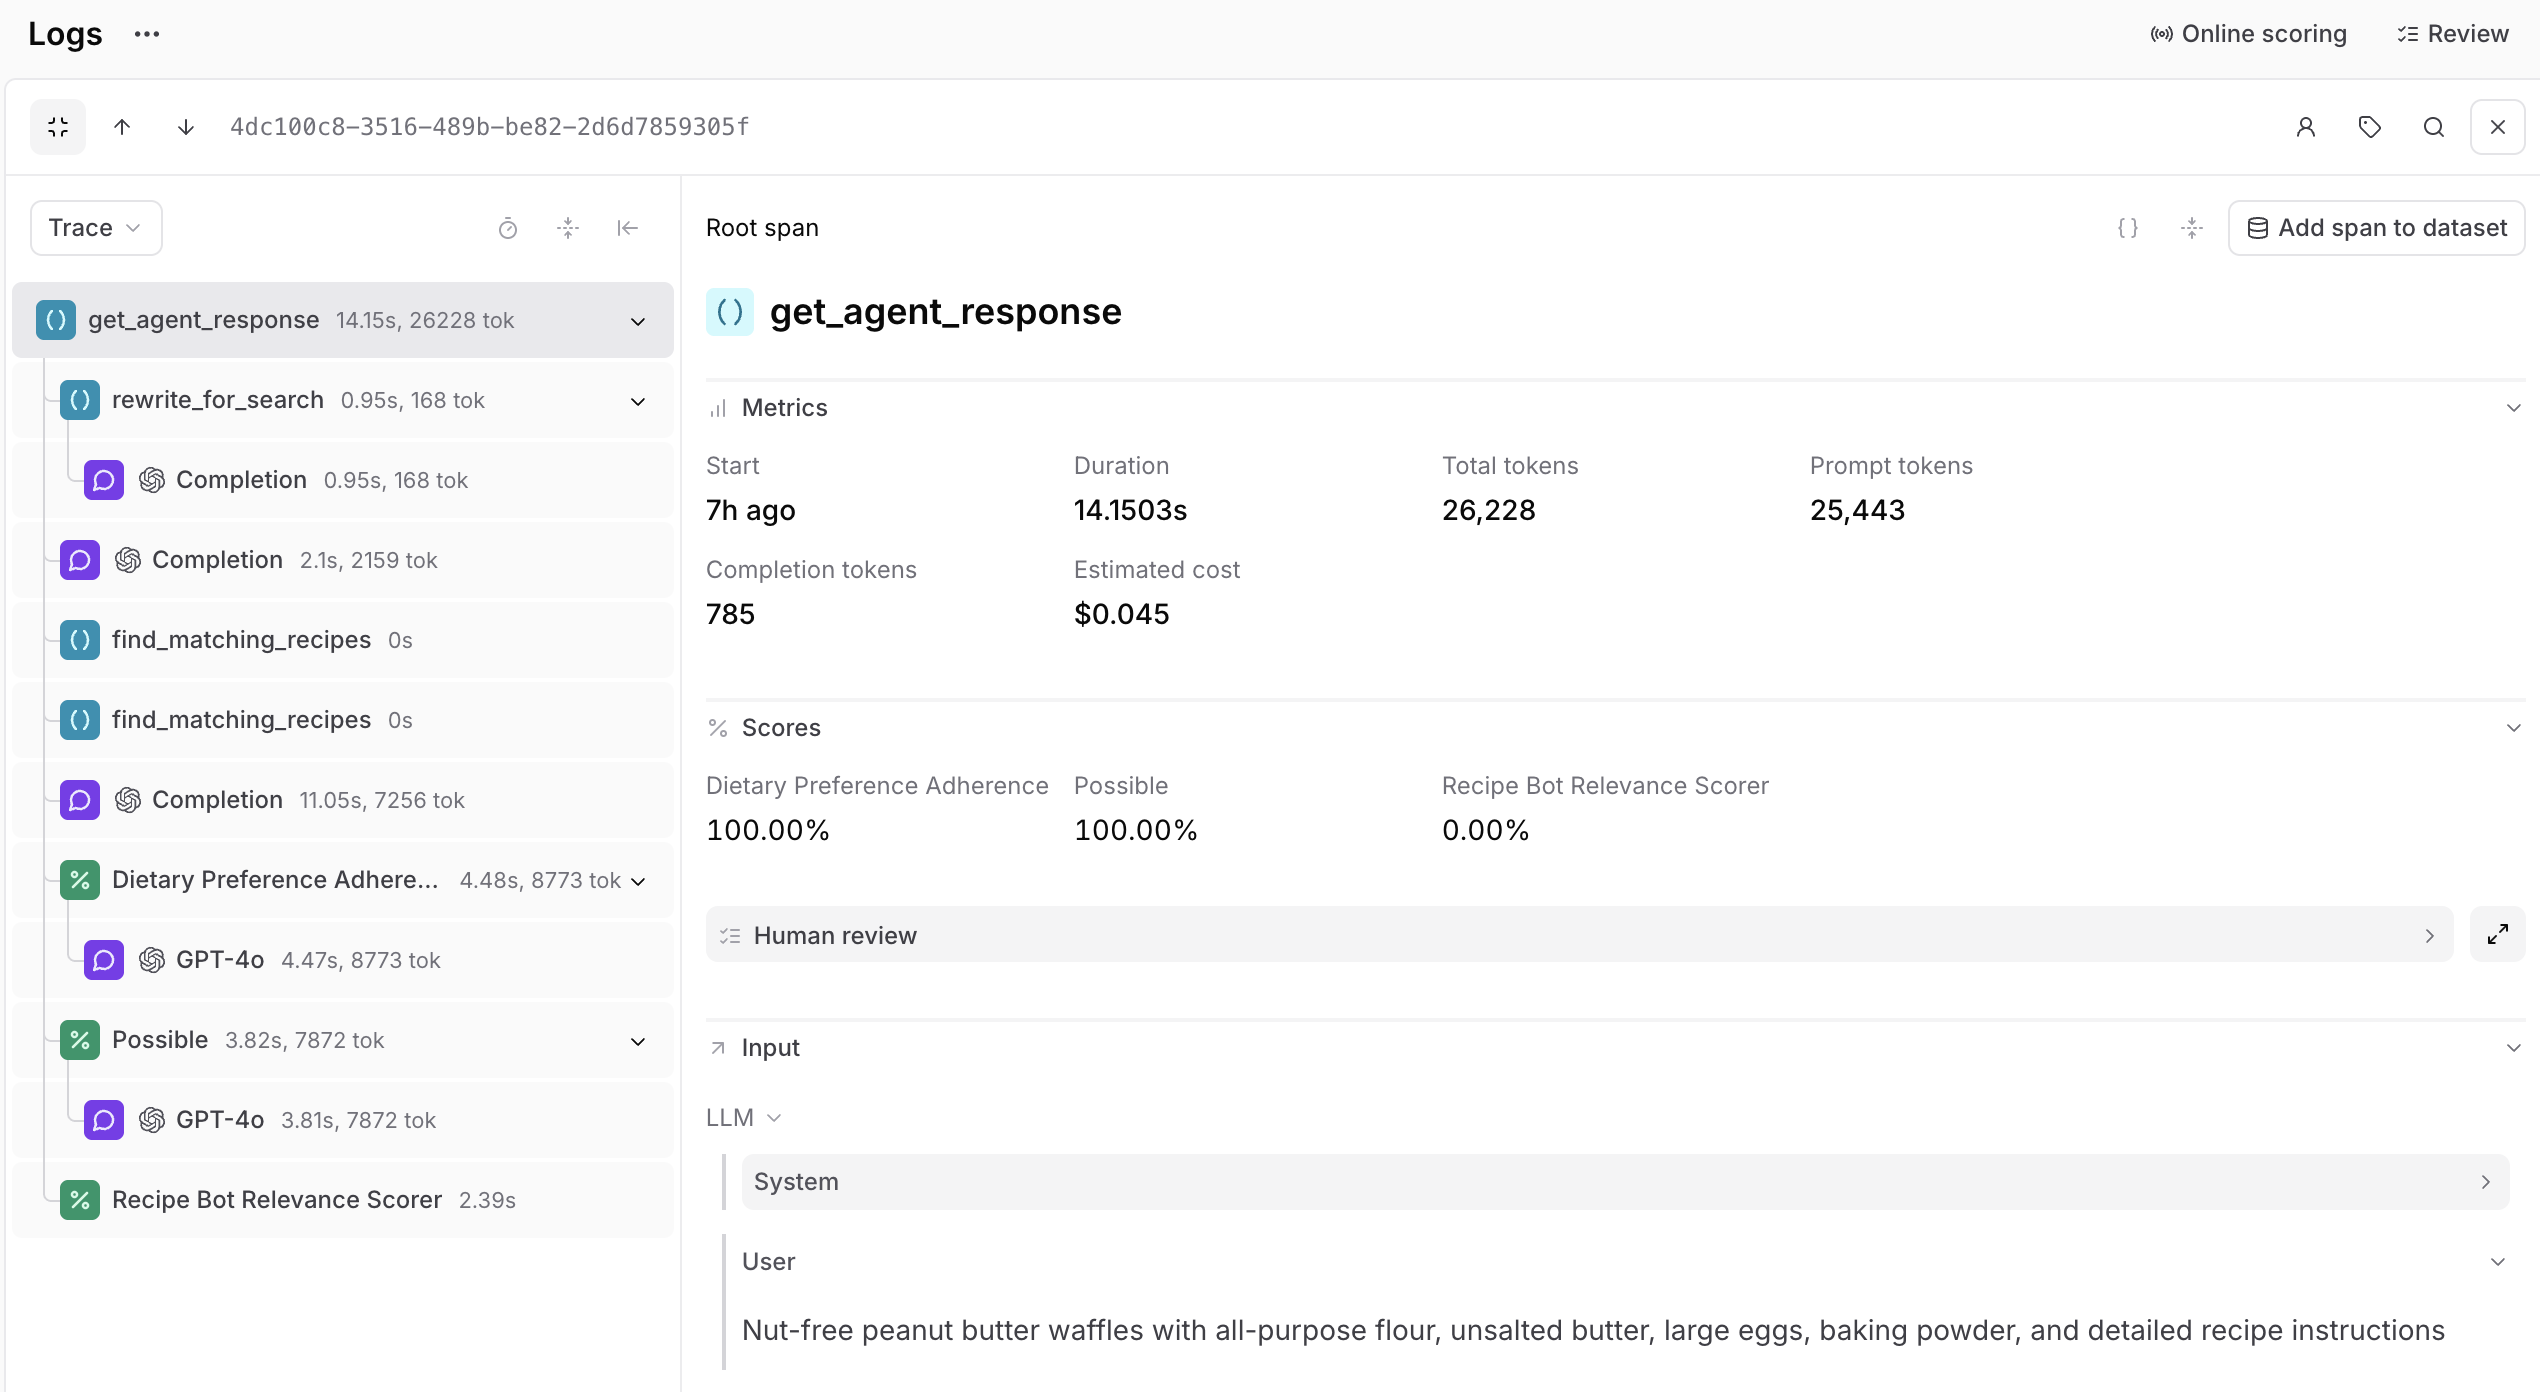 Logs
Online scoring
Review
4dc100c8-3516-489b-be82-2d6d7859305f
Trace
get_agent_response 14.15s, 26228 tok
rewrite_for_search 0.95s, 168 tok
Completion 0.95s, 168 tok
Completion 2.1s, 2159 tok
find_matching_recipes 0s
find_matching_recipes 0s
Completion 11.05s, 7256 tok
Dietary Preference Adhere... 4.48s, 8773 tok
GPT-4o 4.47s, 8773 tok
Possible 3.82s, 7872 tok
GPT-4o 3.81s, 7872 tok
Recipe Bot Relevance Scorer 2.39s
Root span
Add span to dataset
get_agent_response
Metrics
Start Duration Total tokens Prompt tokens
7h ago 14.1503s 26,228 25,443
Completion tokens Estimated cost
785 $0.045
Scores
Dietary Preference Adherence Possible Recipe Bot Relevance Scorer
100.00% 100.00% 0.00%
Human review
Input
LLM
System
User
Nut-free peanut butter waffles with all-purpose flour, unsalted butter, large eggs, baking powder, and detailed recipe instructions